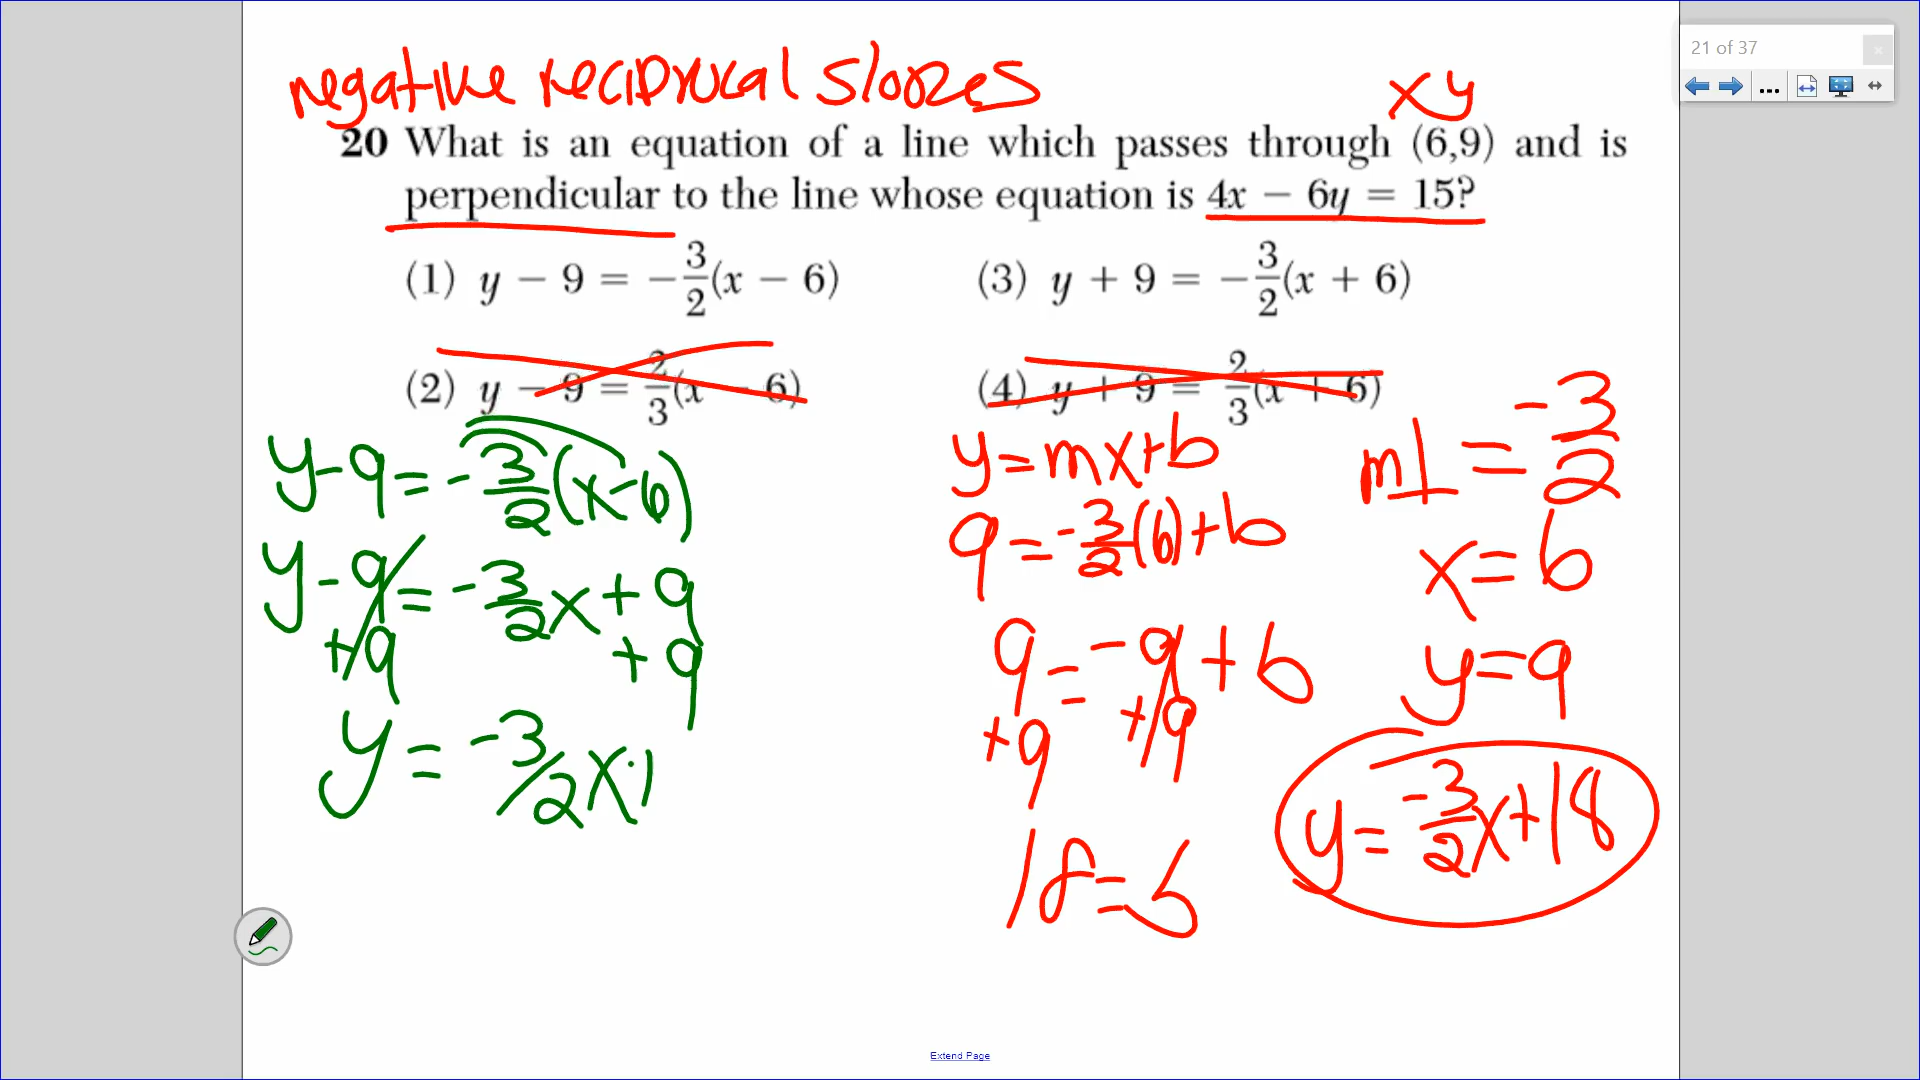 21 of 37
negative reciprocal slopes
x y
20 What is an equation of a line which passes through (6,9) and is
perpendicular to the line whose equation is 4x − 6y = 15?
(1) y − 9 = −3/2(x − 6)
(3) y + 9 = −3/2(x + 6)
(2) y − 9 = 2/3(x − 6)
(4) y + 9 = 2/3(x + 6)
y-9 = -3/2(x-6)
y-9 = -3/2x+9
+9 +9
y = -3/2x+1
y=mx+b
9=-3/2(6)+b
9=-9+b
+9 +9
18=b
m⊥ = -3/2
x=6
y=9
y=-3/2x+18
Extend Page